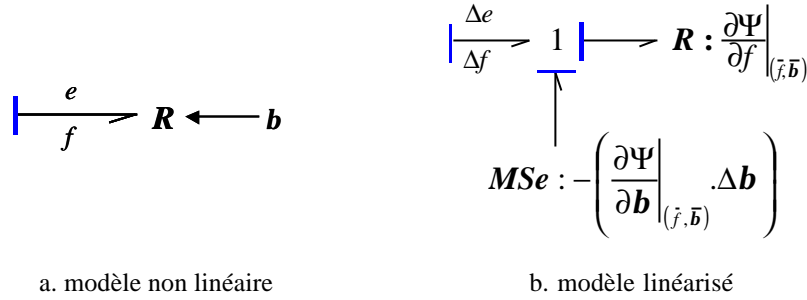 e
f
R
b
Δe
Δf
1
R : ∂Ψ/∂f |(f̄,b̄)
MSe : −( ∂Ψ/∂b |(f̄,b̄) .Δb )
a. modèle non linéaire
b. modèle linéarisé